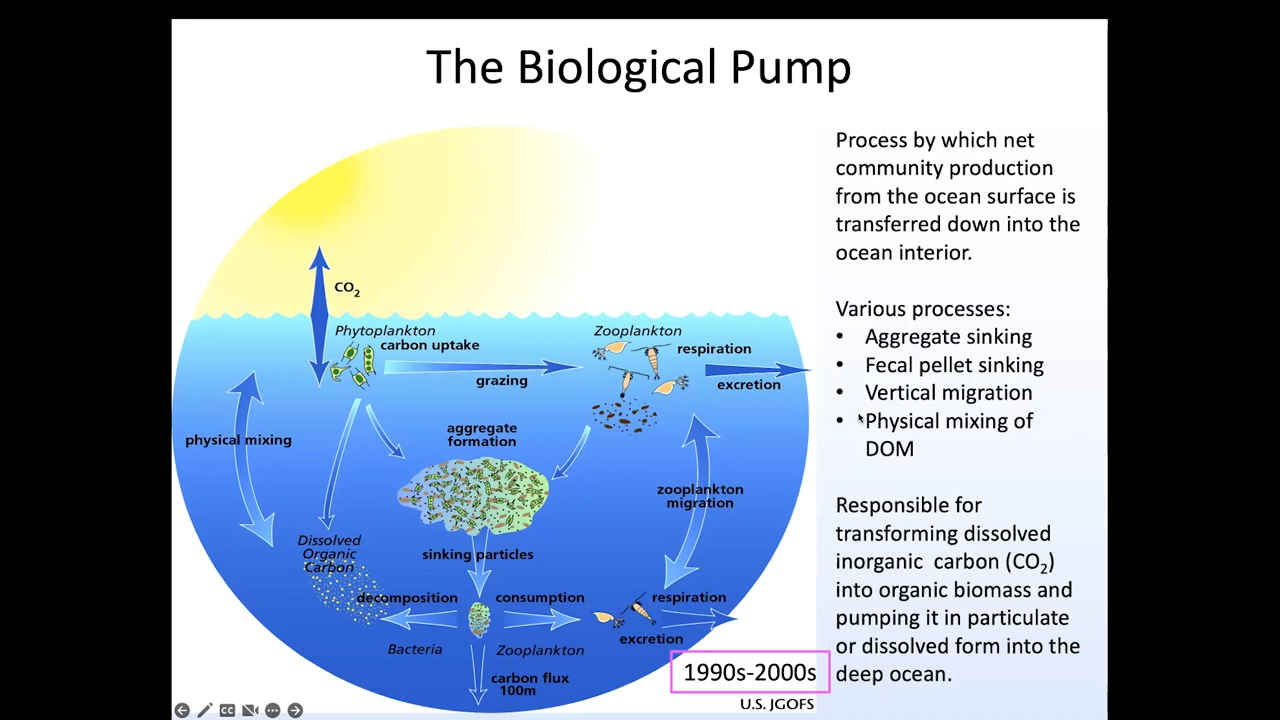 The Biological Pump
Process by which net
community production
from the ocean surface is
transferred down into the
ocean interior.
Various processes:
• Aggregate sinking
• Fecal pellet sinking
• Vertical migration
• Physical mixing of
DOM
Responsible for
transforming dissolved
inorganic carbon (CO₂)
into organic biomass and
pumping it in particulate
or dissolved form into the
deep ocean.
CO₂
Phytoplankton
carbon uptake
grazing
Zooplankton
respiration
excretion
physical mixing
aggregate
formation
zooplankton
migration
Dissolved
Organic
Carbon
sinking particles
decomposition
consumption
respiration
excretion
Bacteria
Zooplankton
carbon flux
100m
1990s-2000s
U.S. JGOFS
CC